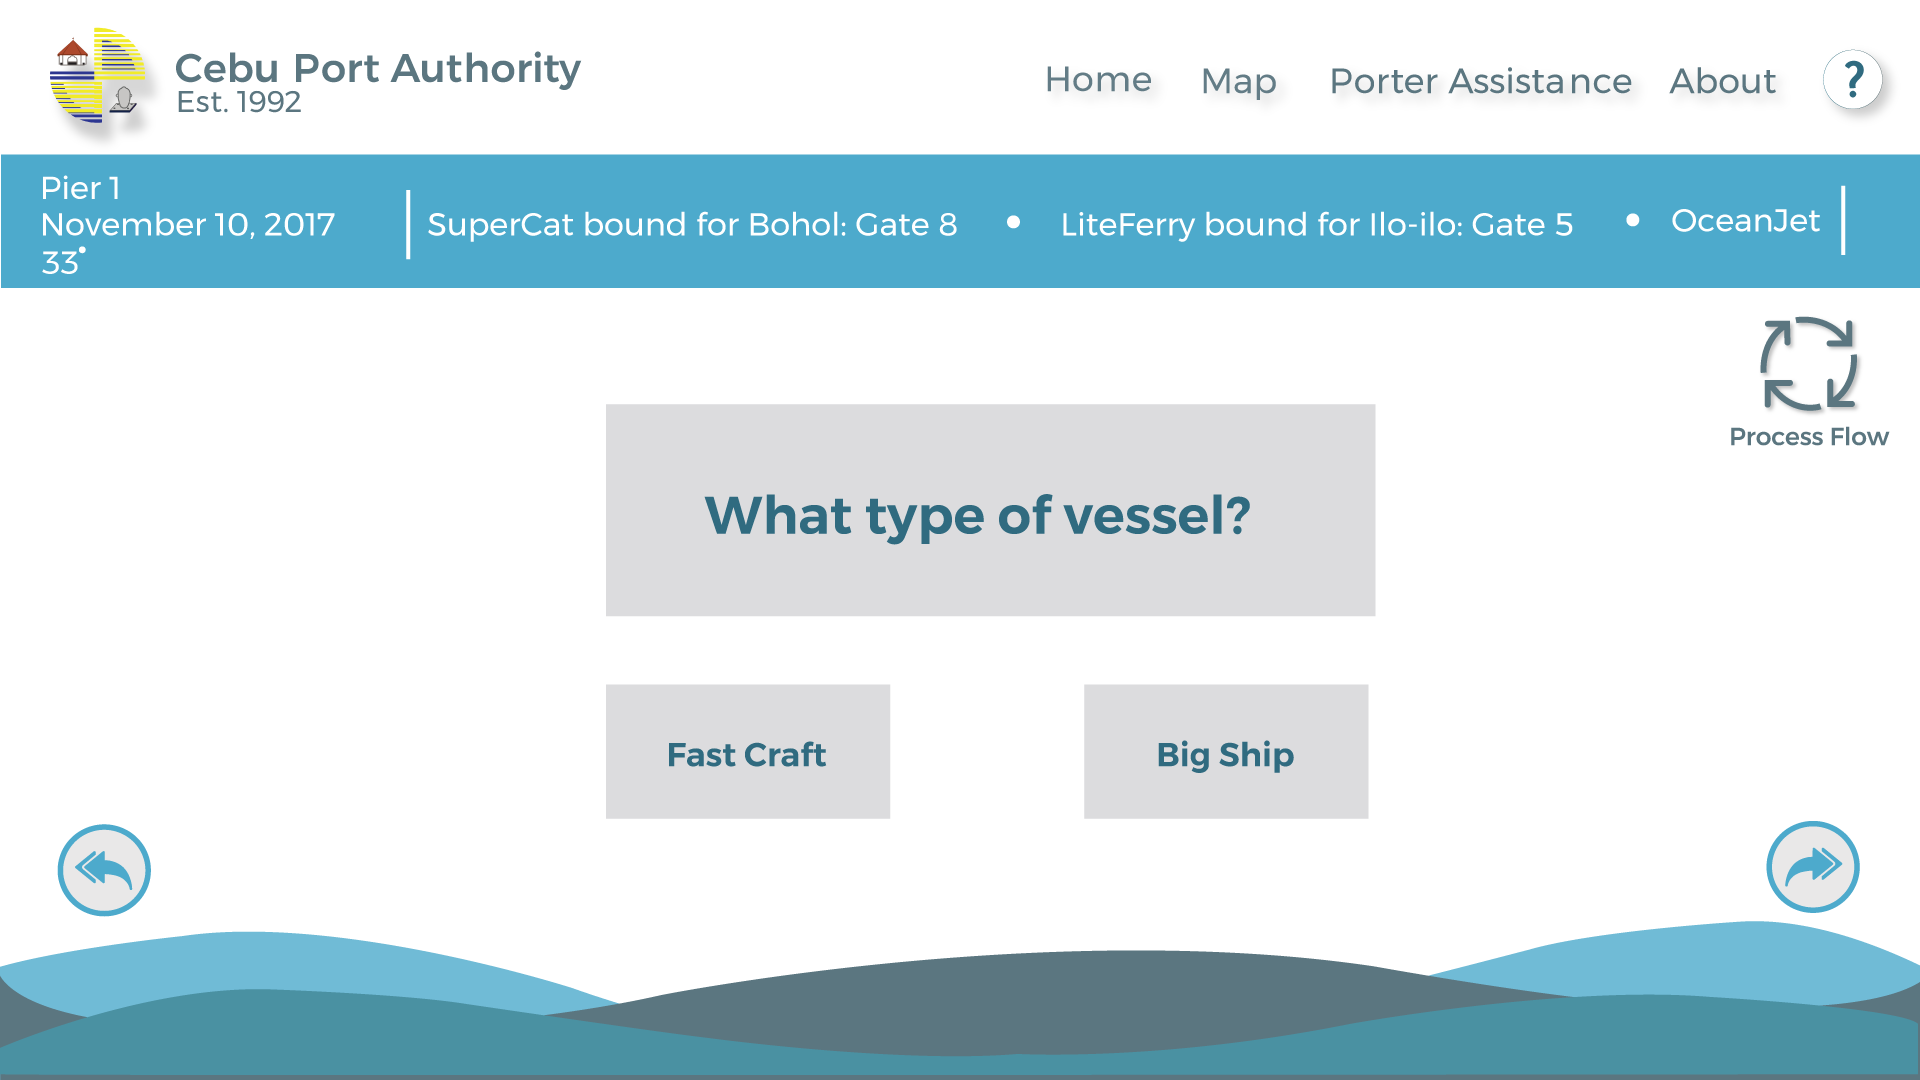 Cebu Port Authority
Est. 1992
Home
Map
Porter Assistance
About
?
Pier 1
November 10, 2017
33°
SuperCat bound for Bohol: Gate 8 • LiteFerry bound for Ilo-ilo: Gate 5 • OceanJet
Process Flow
What type of vessel?
Fast Craft
Big Ship